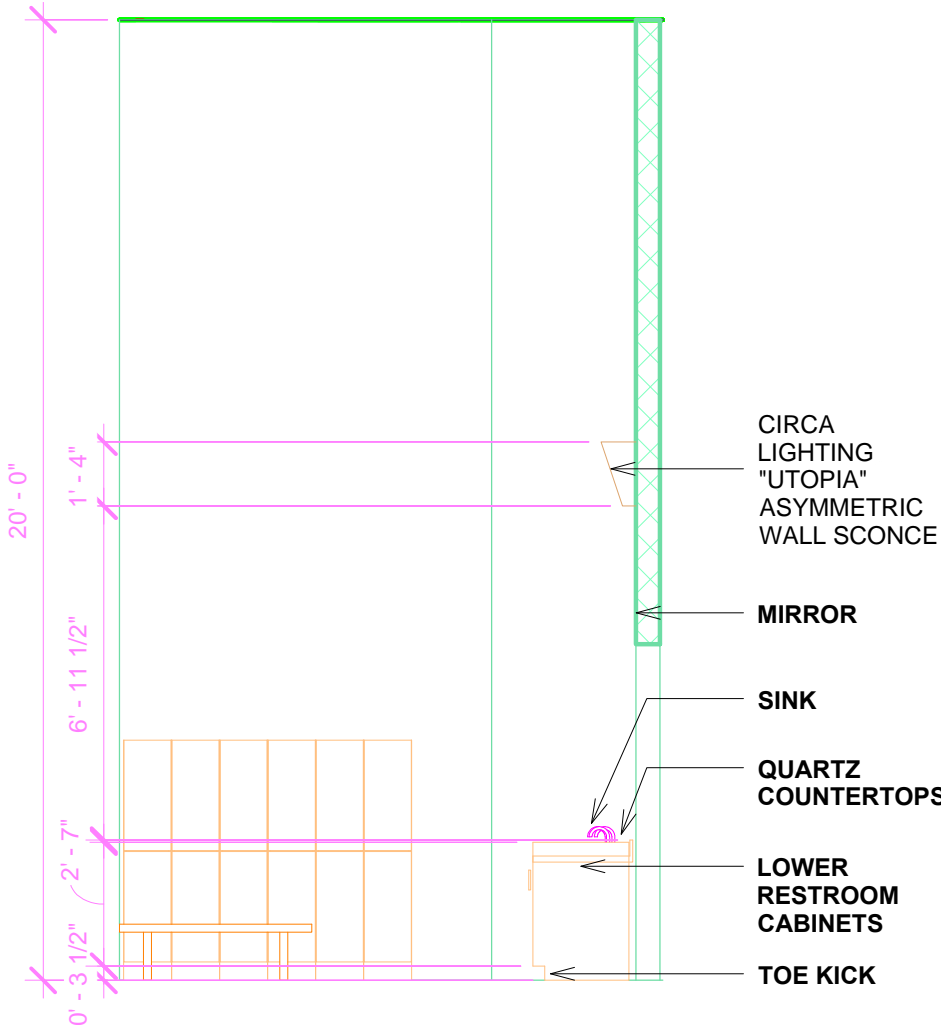 20' - 0"
1' - 4"
6' - 11 1/2"
2' - 7"
0' - 3 1/2"
CIRCA
LIGHTING
"UTOPIA"
ASYMMETRIC
WALL SCONCE
MIRROR
SINK
QUARTZ
COUNTERTOPS
LOWER
RESTROOM
CABINETS
TOE KICK